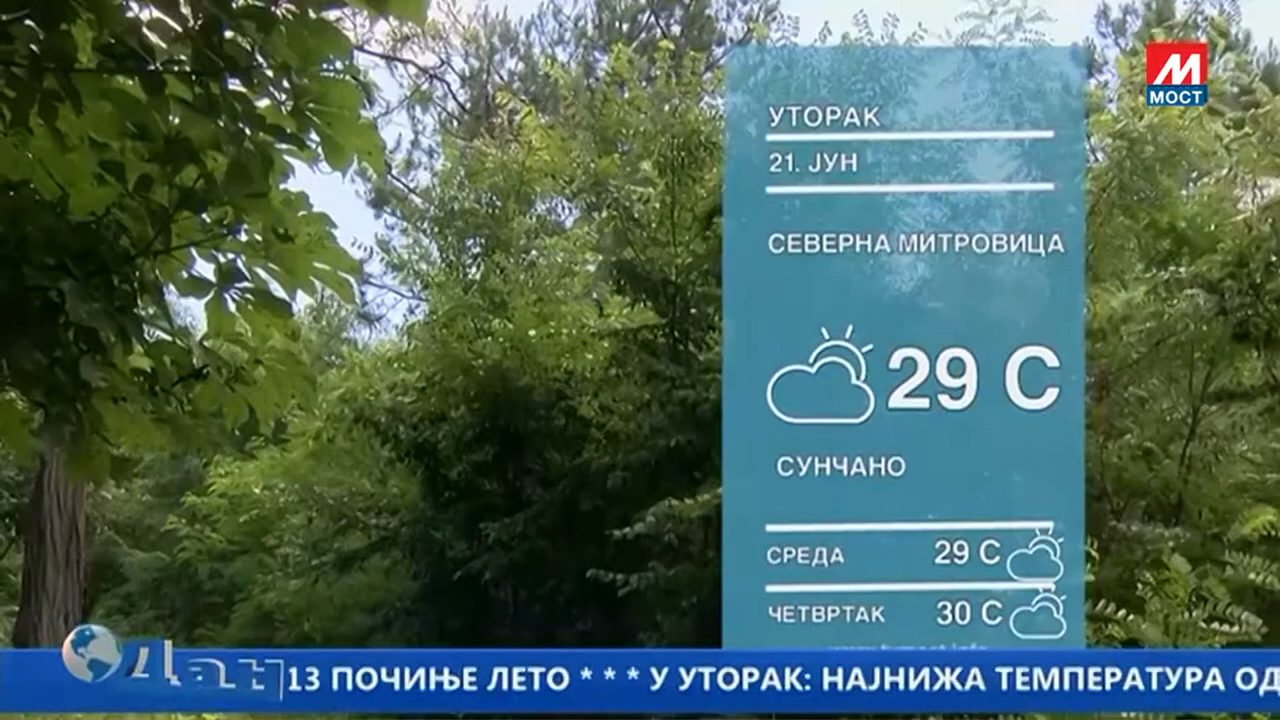 М
МОСТ
УТОРАК
21. ЈУН
СЕВЕРНА МИТРОВИЦА
29 C
СУНЧАНО
СРЕДА 29 C
ЧЕТВРТАК 30 C
Дан
13 ПОЧИЊЕ ЛЕТО * * * У УТОРАК: НАЈНИЖА ТЕМПЕРАТУРА ОД